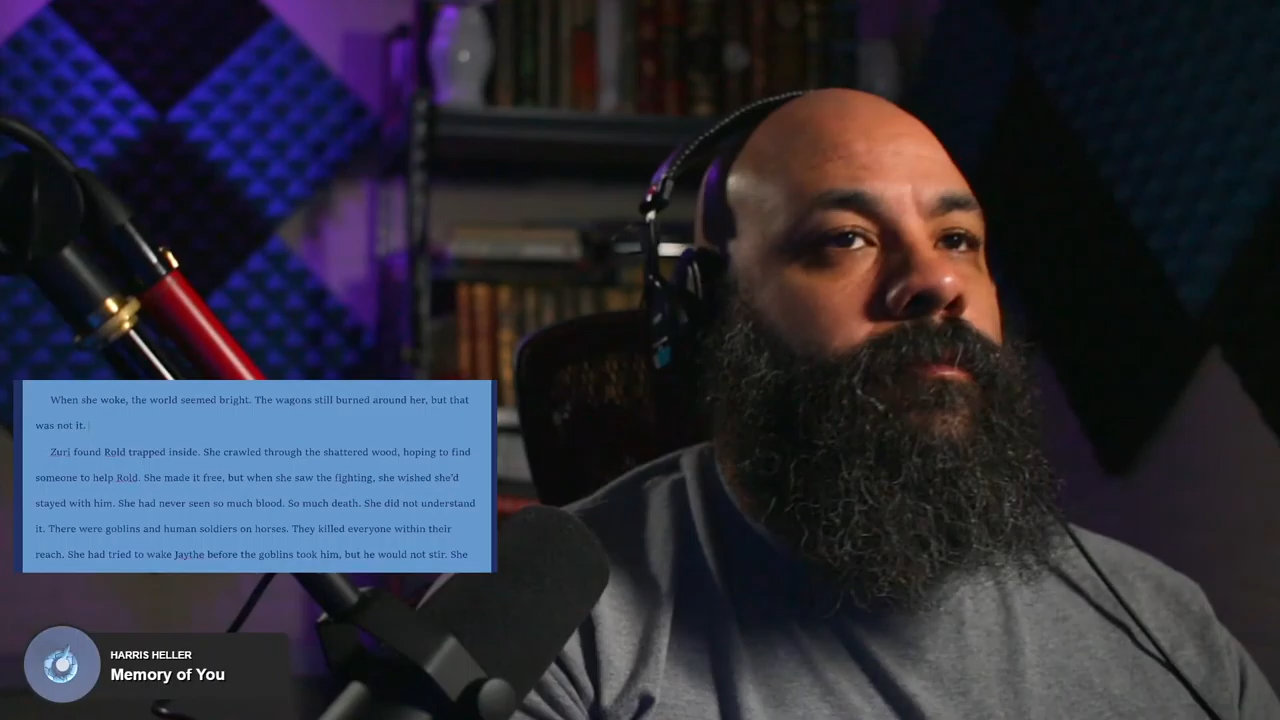 When she woke, the world seemed bright. The wagons still burned around her, but that
was not it.
Zuri found Rold trapped inside. She crawled through the shattered wood, hoping to find
someone to help Rold. She made it free, but when she saw the fighting, she wished she'd
stayed with him. She had never seen so much blood. So much death. She did not understand
it. There were goblins and human soldiers on horses. They killed everyone within their
reach. She had tried to wake Jaythe before the goblins took him, but he would not stir. She
HARRIS HELLER
Memory of You